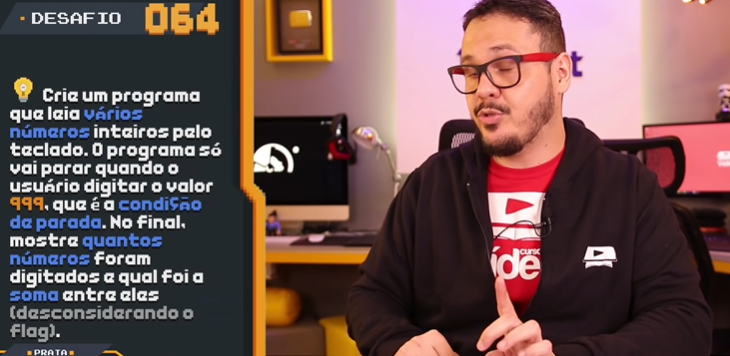 DESAFIO 064
Crie um programa
que leia vários
números inteiros pelo
teclado. O programa só
vai parar quando o
usuário digitar o valor
999, que é a condição
de parada. No final,
mostre quantos
números foram
digitados e qual foi a
soma entre eles
(desconsiderando o
flag).
PRATA
curso